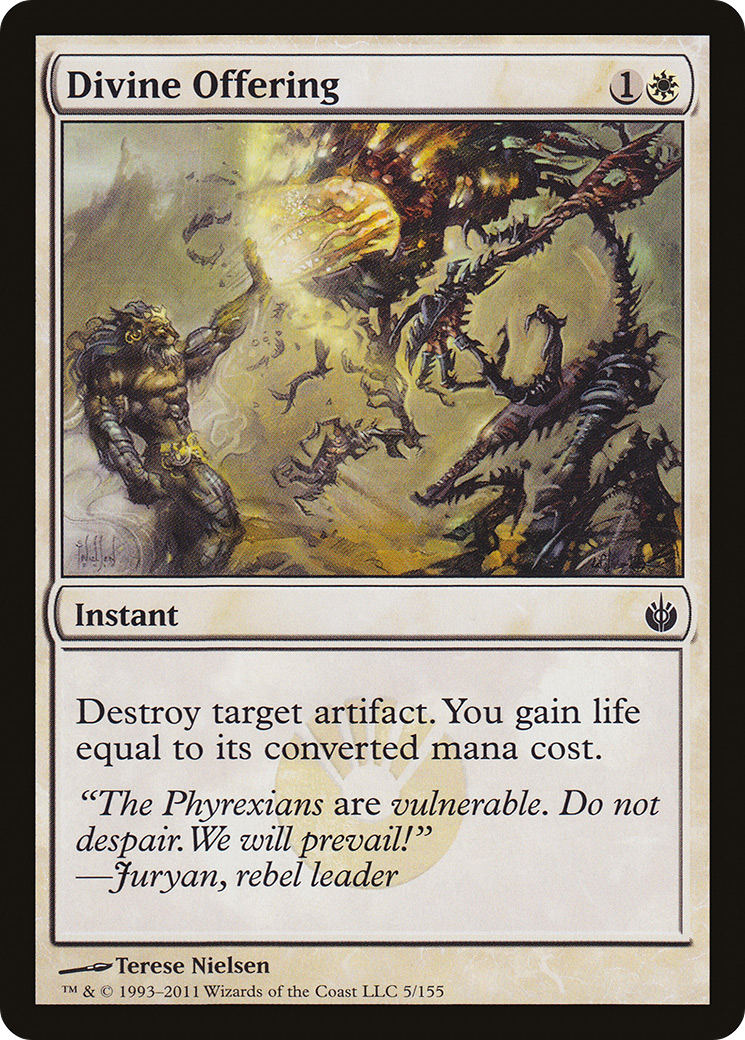 Divine Offering
1
Instant
Destroy target artifact. You gain life
equal to its converted mana cost.
“The Phyrexians are vulnerable. Do not
despair. We will prevail!”
—Juryan, rebel leader
Terese Nielsen
™ & © 1993–2011 Wizards of the Coast LLC 5/155